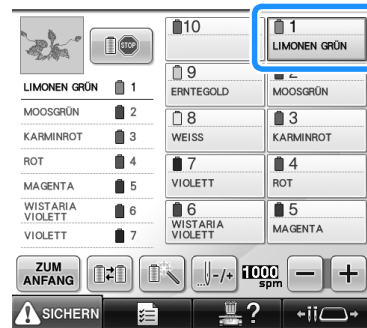 10
1
LIMONEN GRÜN
STOP
9
ERNTEGOLD
2
MOOSGRÜN
LIMONEN GRÜN 1
MOOSGRÜN 2
KARMINROT 3
ROT 4
MAGENTA 5
WISTARIA
VIOLETT 6
VIOLETT 7
8
WEISS
3
KARMINROT
7
VIOLETT
4
ROT
6
WISTARIA
VIOLETT
5
MAGENTA
ZUM
ANFANG
-/+
1000
spm
−
+
SICHERN
?